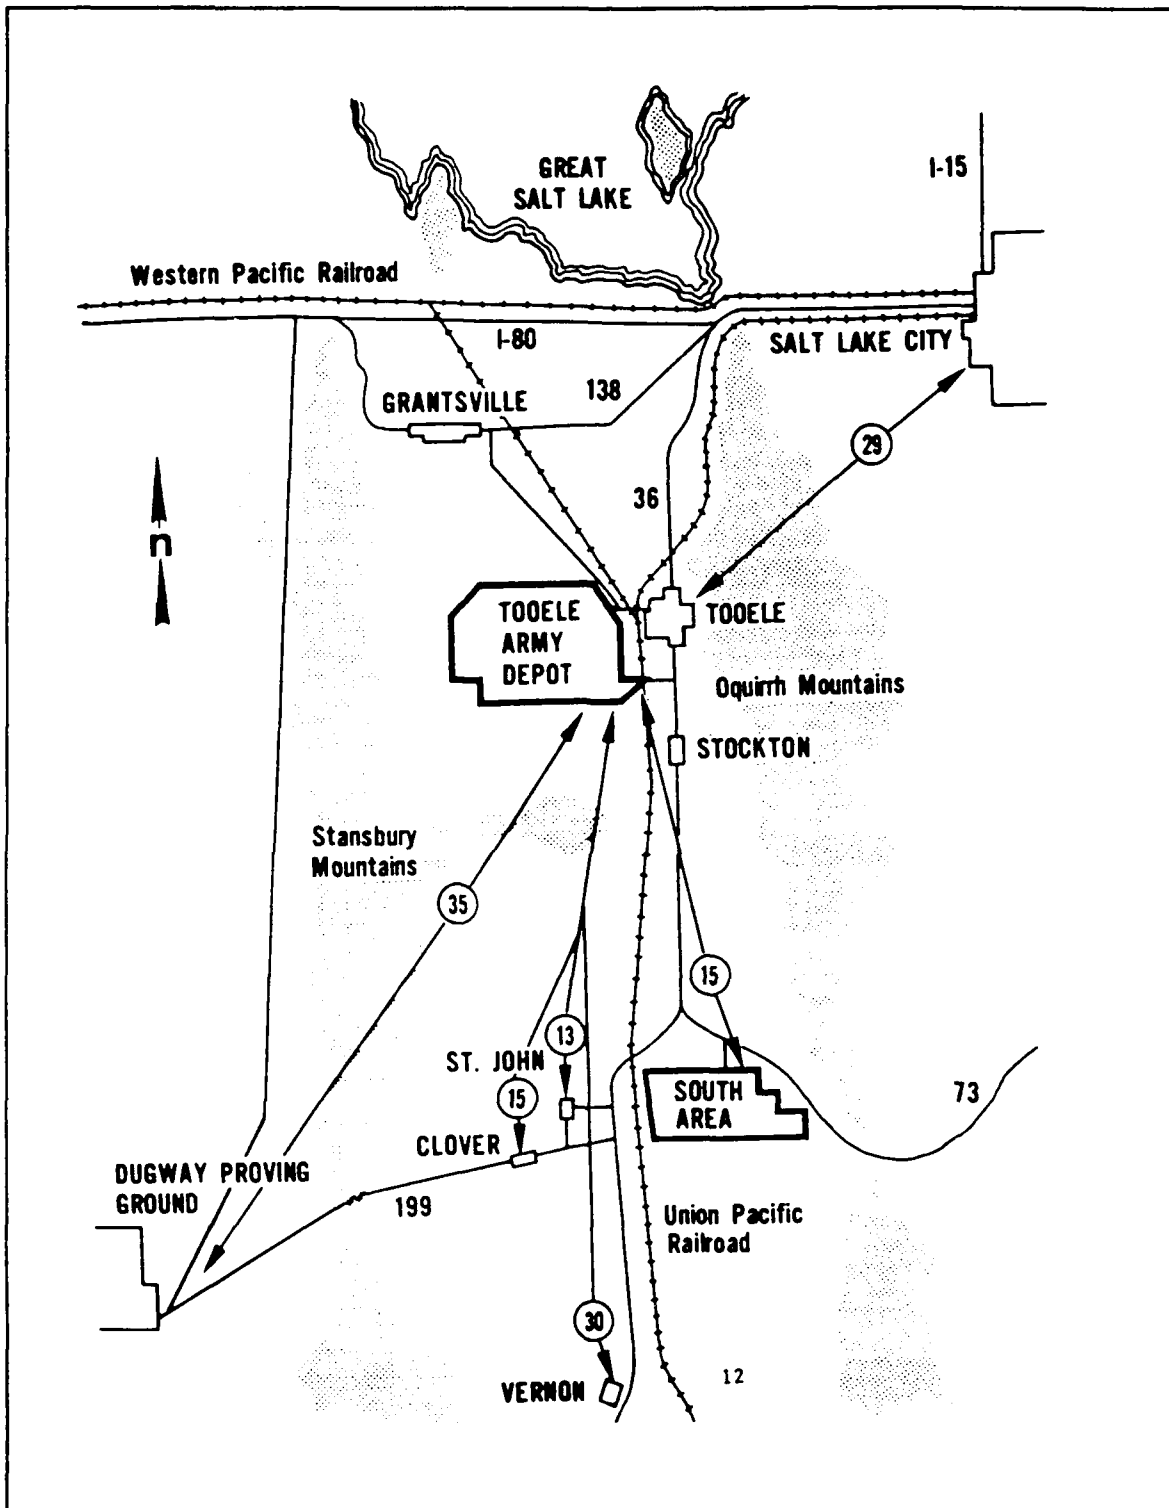 GREAT
SALT LAKE
I-15
Western Pacific Railroad
I-80
SALT LAKE CITY
138
GRANTSVILLE
29
36
n
TOOELE
ARMY
DEPOT
TOOELE
Oquirrh Mountains
STOCKTON
Stansbury
Mountains
35
15
13
ST. JOHN
15
SOUTH
AREA
73
CLOVER
DUGWAY PROVING
GROUND
199
Union Pacific
Railroad
30
12
VERNON